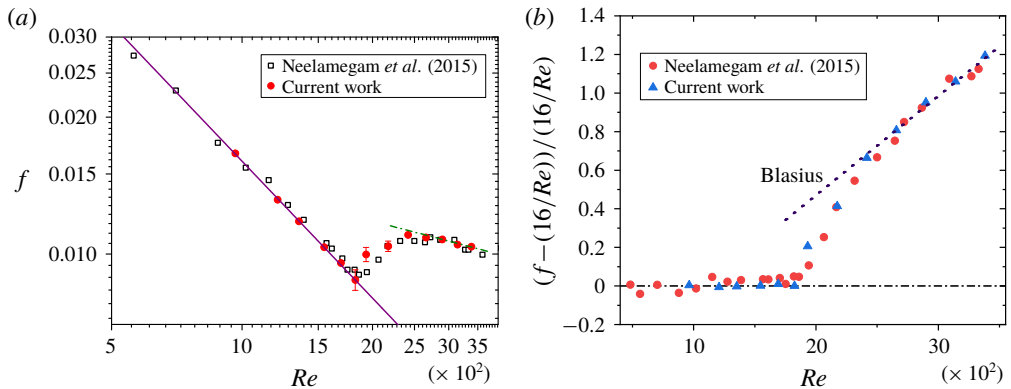 (a)
0.030
0.025
0.020
0.015
0.010
f
Neelamegam et al. (2015)
Current work
5
10
15
20
25
30
35
Re
(× 10²)
(b)
1.4
1.2
1.0
0.8
0.6
0.4
0.2
0
−0.2
(f−(16/Re))/(16/Re)
Neelamegam et al. (2015)
Current work
Blasius
10
20
30
Re
(× 10²)